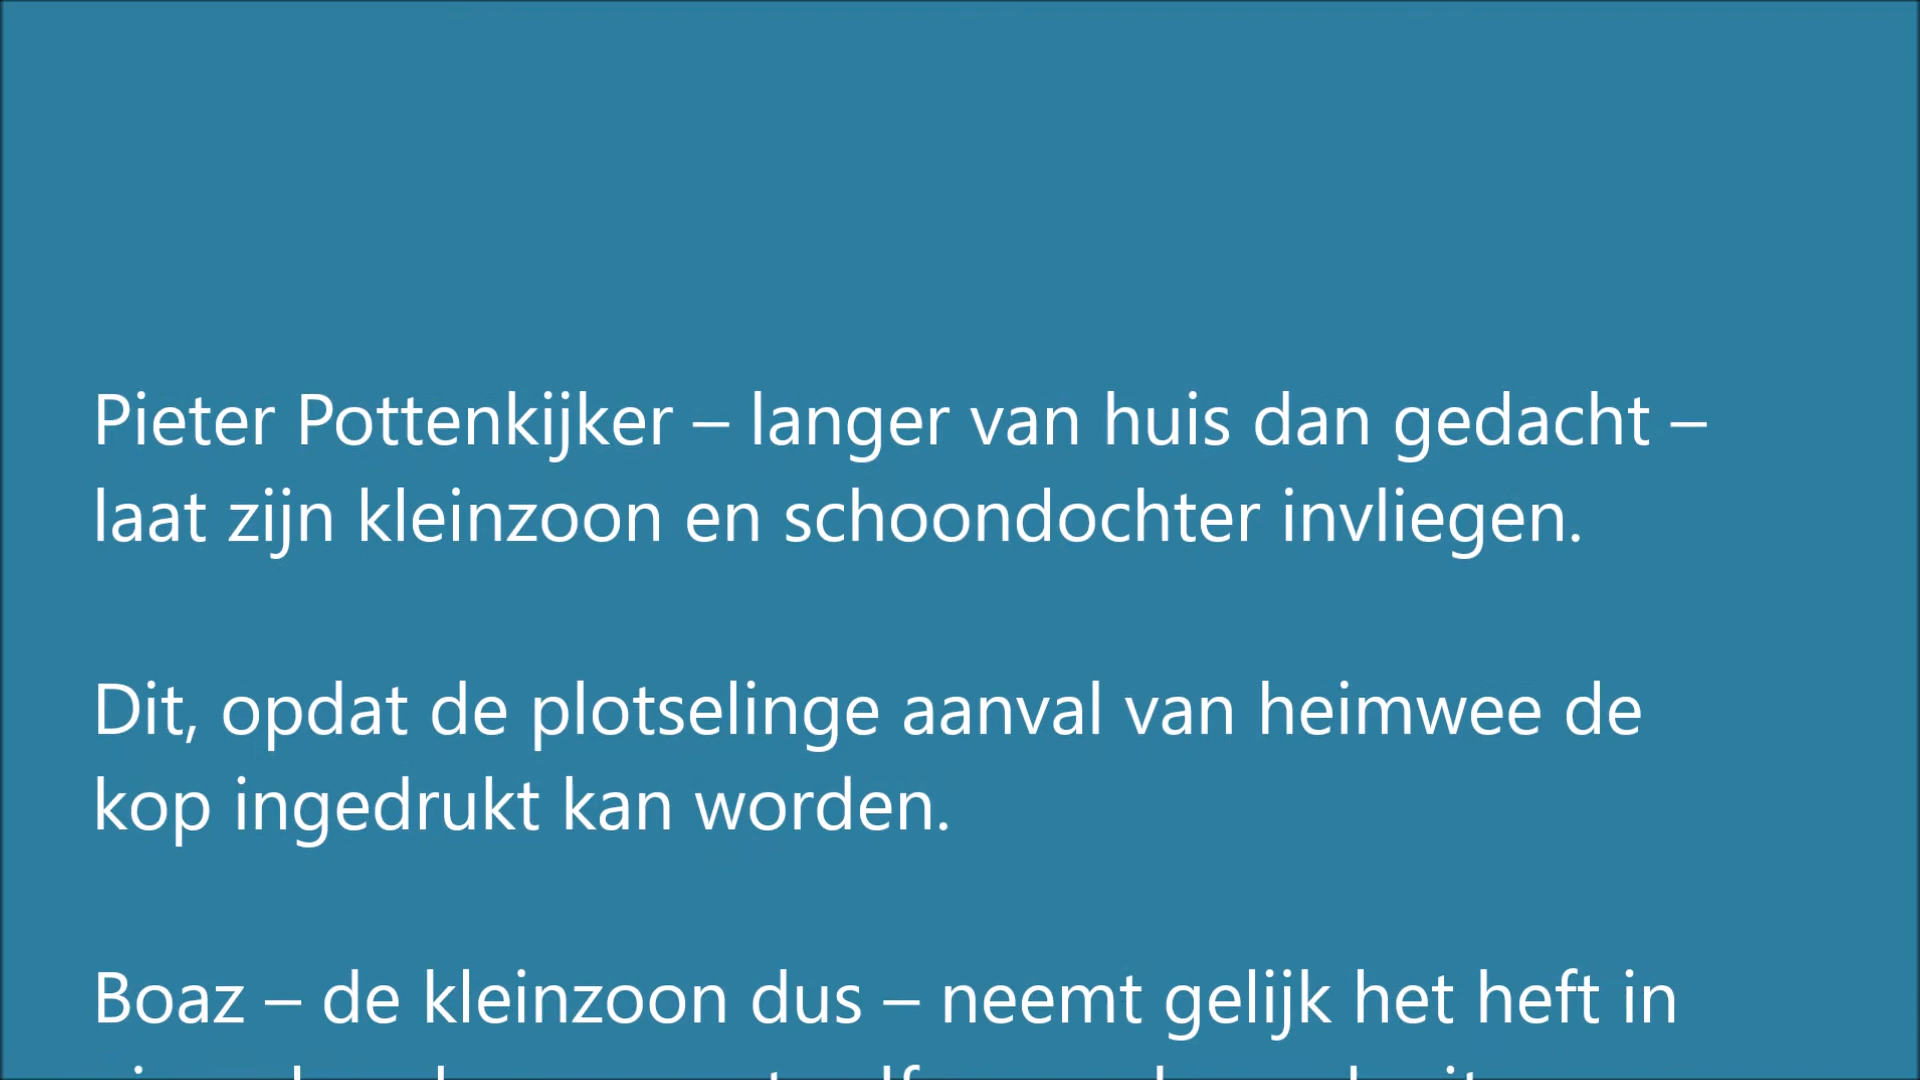 Pieter Pottenkijker – langer van huis dan gedacht –
laat zijn kleinzoon en schoondochter invliegen.
Dit, opdat de plotselinge aanval van heimwee de
kop ingedrukt kan worden.
Boaz – de kleinzoon dus – neemt gelijk het heft in